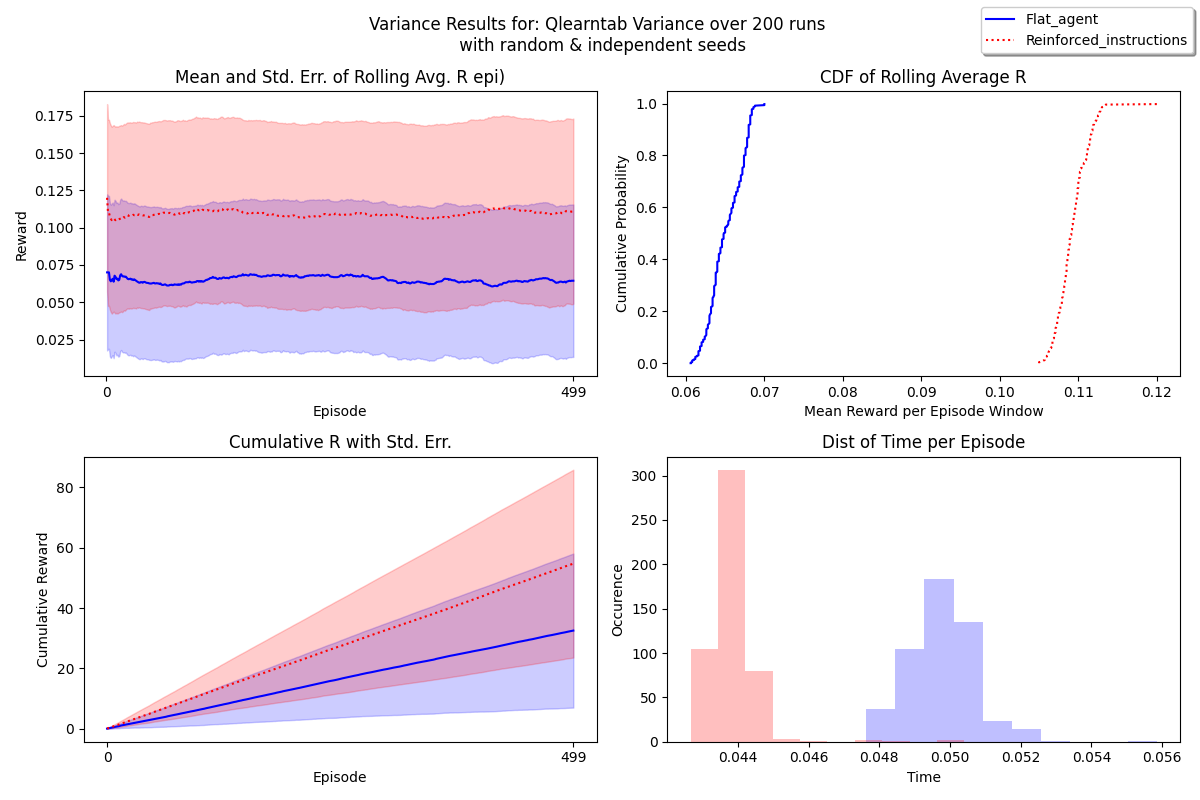 Variance Results for: Qlearntab Variance over 200 runs
with random & independent seeds
Flat_agent
Reinforced_instructions
Mean and Std. Err. of Rolling Avg. R epi)
Reward
0.175
0.150
0.125
0.100
0.075
0.050
0.025
0
499
Episode
CDF of Rolling Average R
Cumulative Probability
1.0
0.8
0.6
0.4
0.2
0.0
0.06
0.07
0.08
0.09
0.10
0.11
0.12
Mean Reward per Episode Window
Cumulative R with Std. Err.
Cumulative Reward
80
60
40
20
0
0
499
Episode
Dist of Time per Episode
Occurence
300
250
200
150
100
50
0
0.044
0.046
0.048
0.050
0.052
0.054
0.056
Time